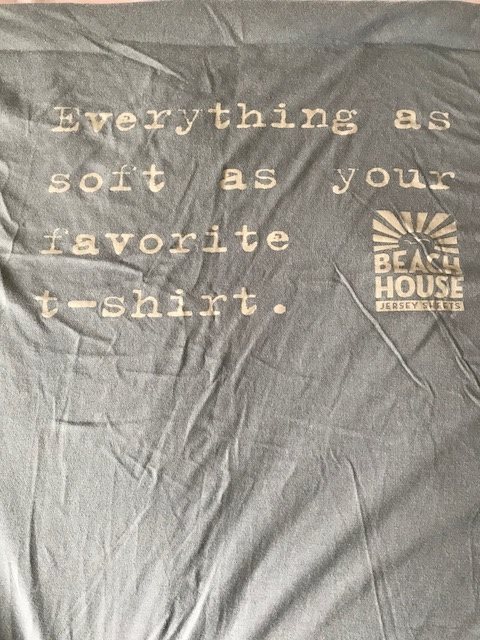 Everything as
soft as your
favorite
t-shirt.
BEACH
HOUSE
JERSEY SHEETS